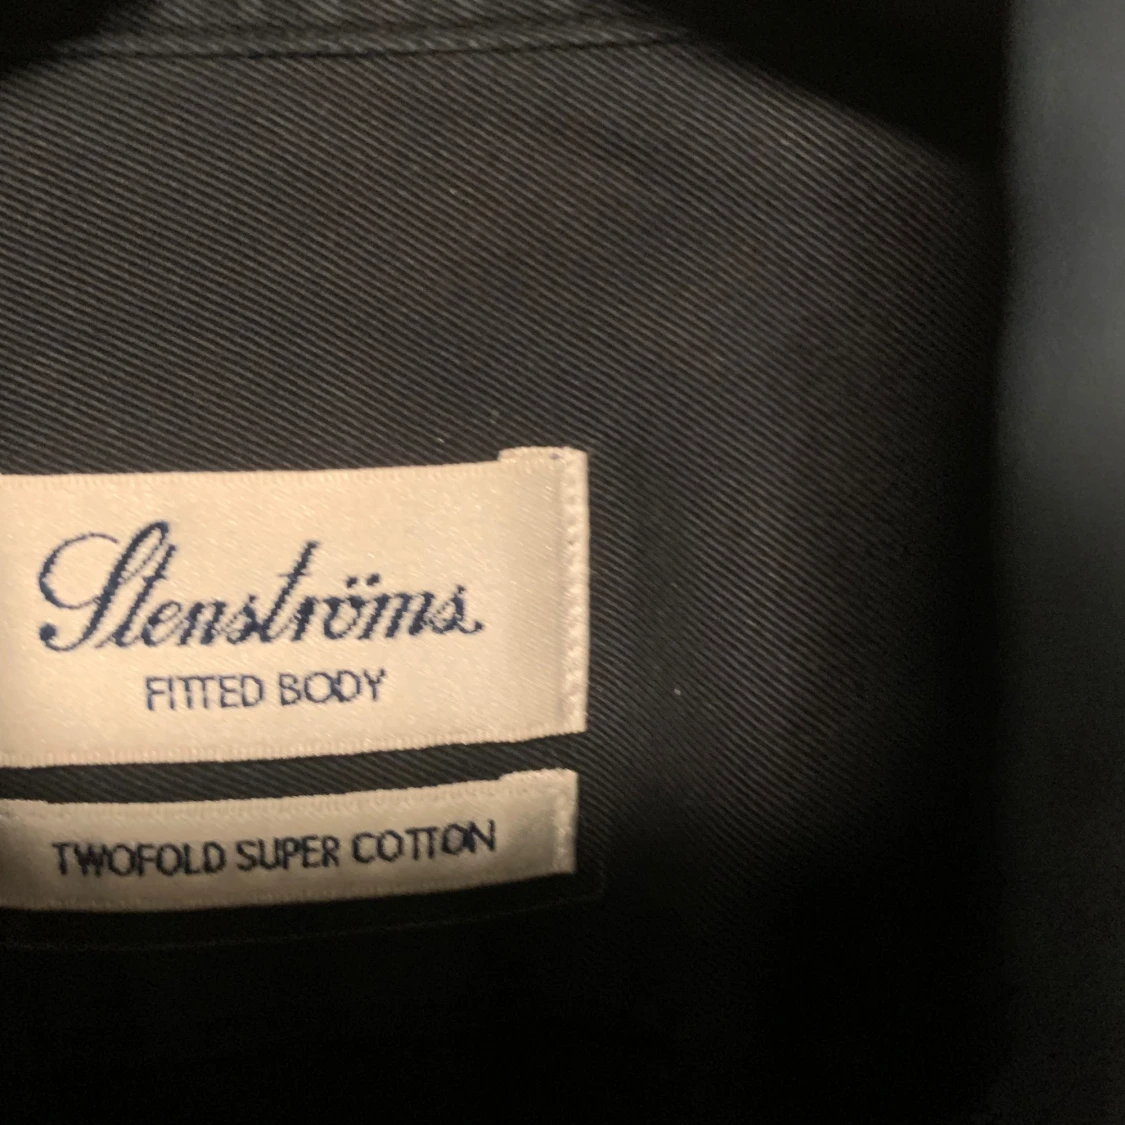 Stenströms
FITTED BODY
TWOFOLD SUPER COTTON